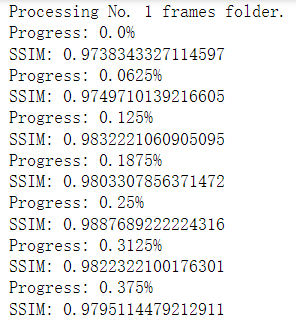 Processing No. 1 frames folder.
Progress: 0.0%
SSIM: 0.9738343327114597
Progress: 0.0625%
SSIM: 0.9749710139216605
Progress: 0.125%
SSIM: 0.9832221060905095
Progress: 0.1875%
SSIM: 0.9803307856371472
Progress: 0.25%
SSIM: 0.9887689222224316
Progress: 0.3125%
SSIM: 0.9822322100176301
Progress: 0.375%
SSIM: 0.9795114479212911